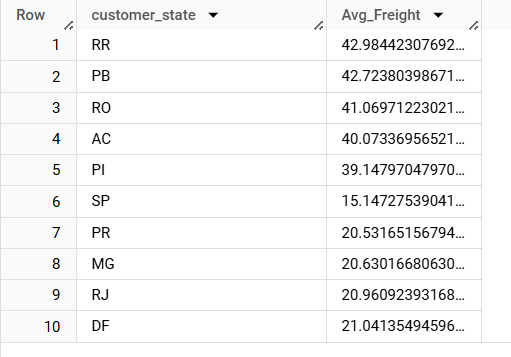 Row customer_state Avg_Freight
1 RR 42.98442307692…
2 PB 42.72380398671…
3 RO 41.06971223021…
4 AC 40.07336956521…
5 PI 39.14797047970…
6 SP 15.14727539041…
7 PR 20.53165156794…
8 MG 20.63016680630…
9 RJ 20.96092393168…
10 DF 21.04135494596…